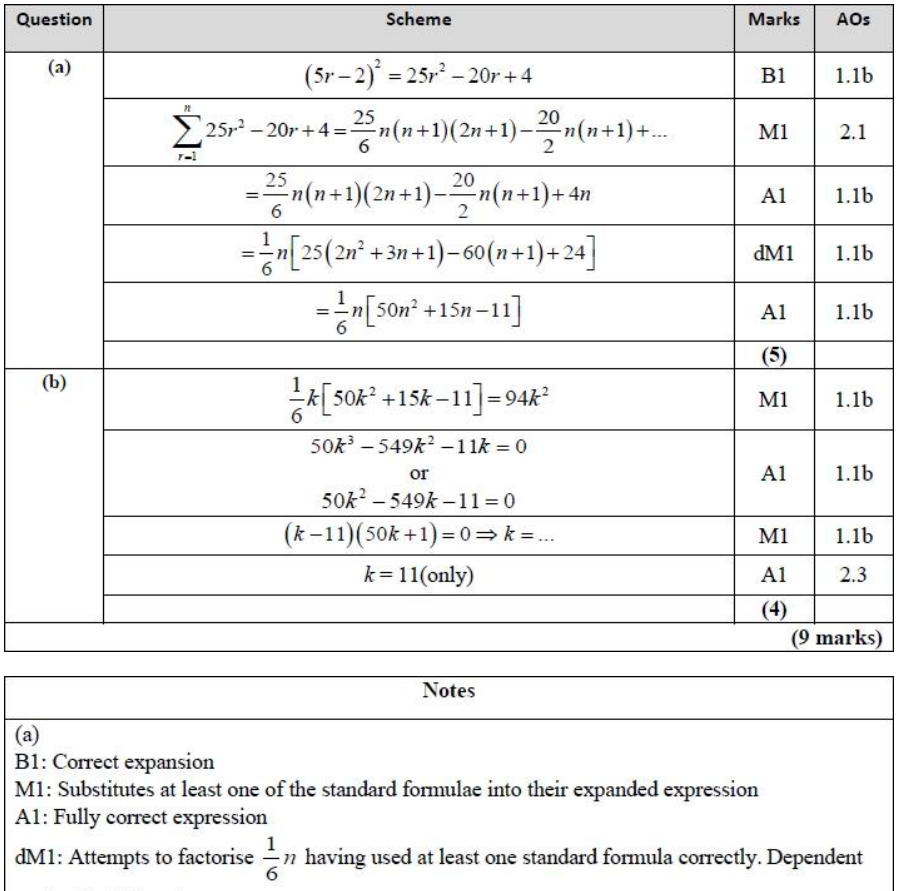 Question Scheme Marks AOs
(a) (5r – 2)² = 25r² – 20r + 4 B1 1.1b
∑_{r=1}^{n} 25r² – 20r + 4 = 25/6 n(n+1)(2n+1) – 20/2 n(n+1) + ... M1 2.1
= 25/6 n(n+1)(2n+1) – 20/2 n(n+1) + 4n A1 1.1b
= 1/6 n[25(2n² + 3n + 1) – 60(n+1) + 24] dM1 1.1b
= 1/6 n[50n² + 15n – 11] A1 1.1b
(5)
(b) 1/6 k[50k² + 15k – 11] = 94k² M1 1.1b
50k³ – 549k² – 11k = 0
or A1 1.1b
50k² – 549k – 11 = 0
(k – 11)(50k + 1) = 0 ⇒ k = ... M1 1.1b
k = 11(only) A1 2.3
(4)
(9 marks)
Notes
(a)
B1: Correct expansion
M1: Substitutes at least one of the standard formulae into their expanded expression
A1: Fully correct expression
dM1: Attempts to factorise 1/6 n having used at least one standard formula correctly. Dependent